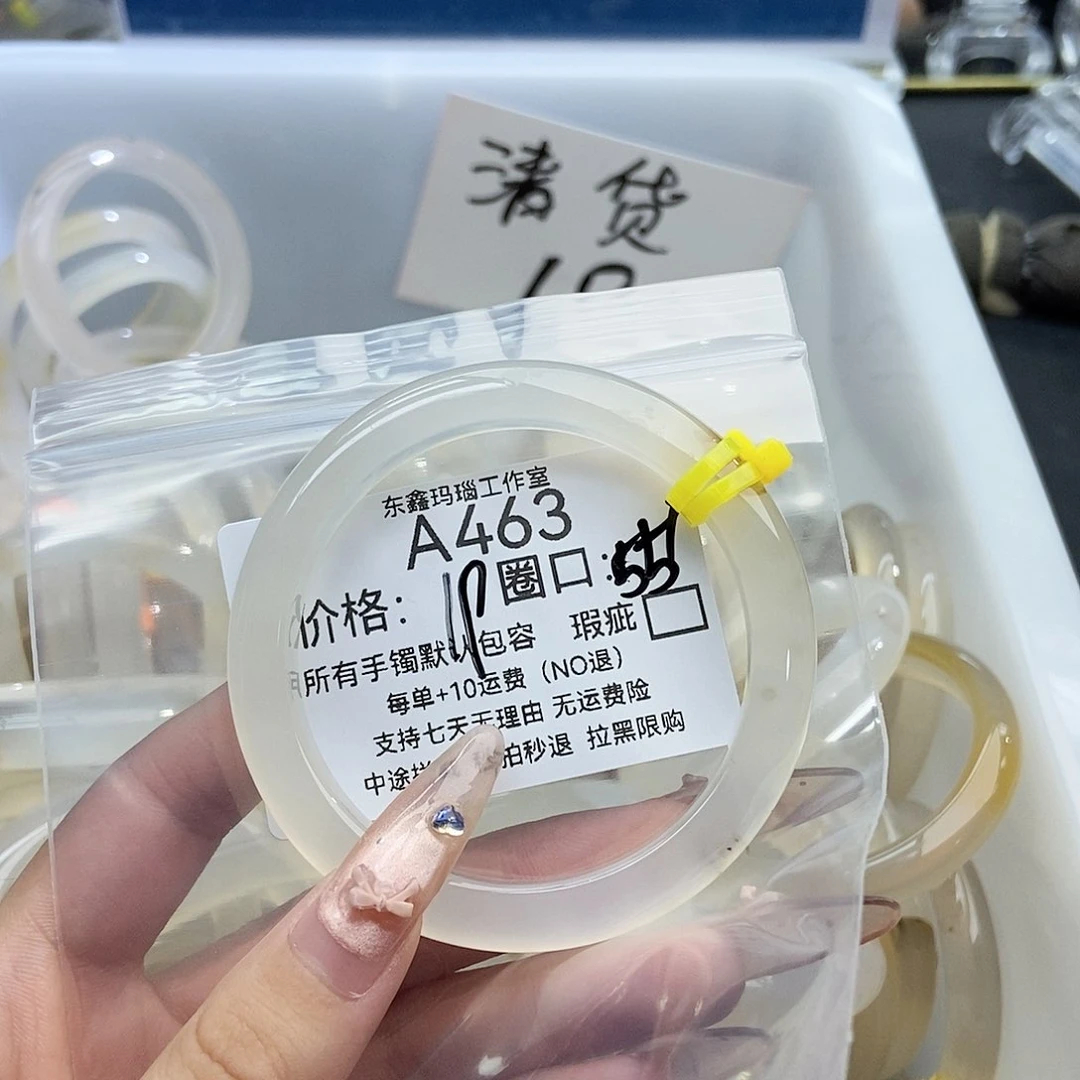 清货
东鑫玛瑙工作室
A463
价格： 圈口：
所有手镯默认包容 瑕疵
每单+10运费（NO退）
支持七天无理由 无运费险
中途 拍秒退 拉黑限购